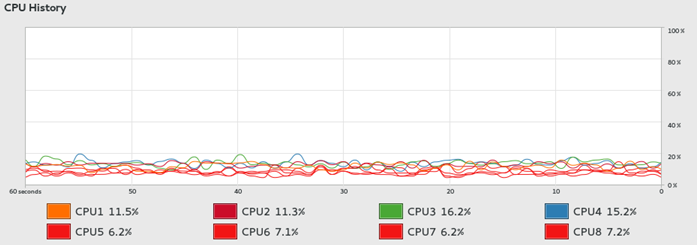 CPU History
100 %
80 %
60 %
40 %
20 %
0 %
60 seconds 50 40 30 20 10 0
CPU1 11.5% CPU2 11.3% CPU3 16.2% CPU4 15.2%
CPU5 6.2% CPU6 7.1% CPU7 6.2% CPU8 7.2%